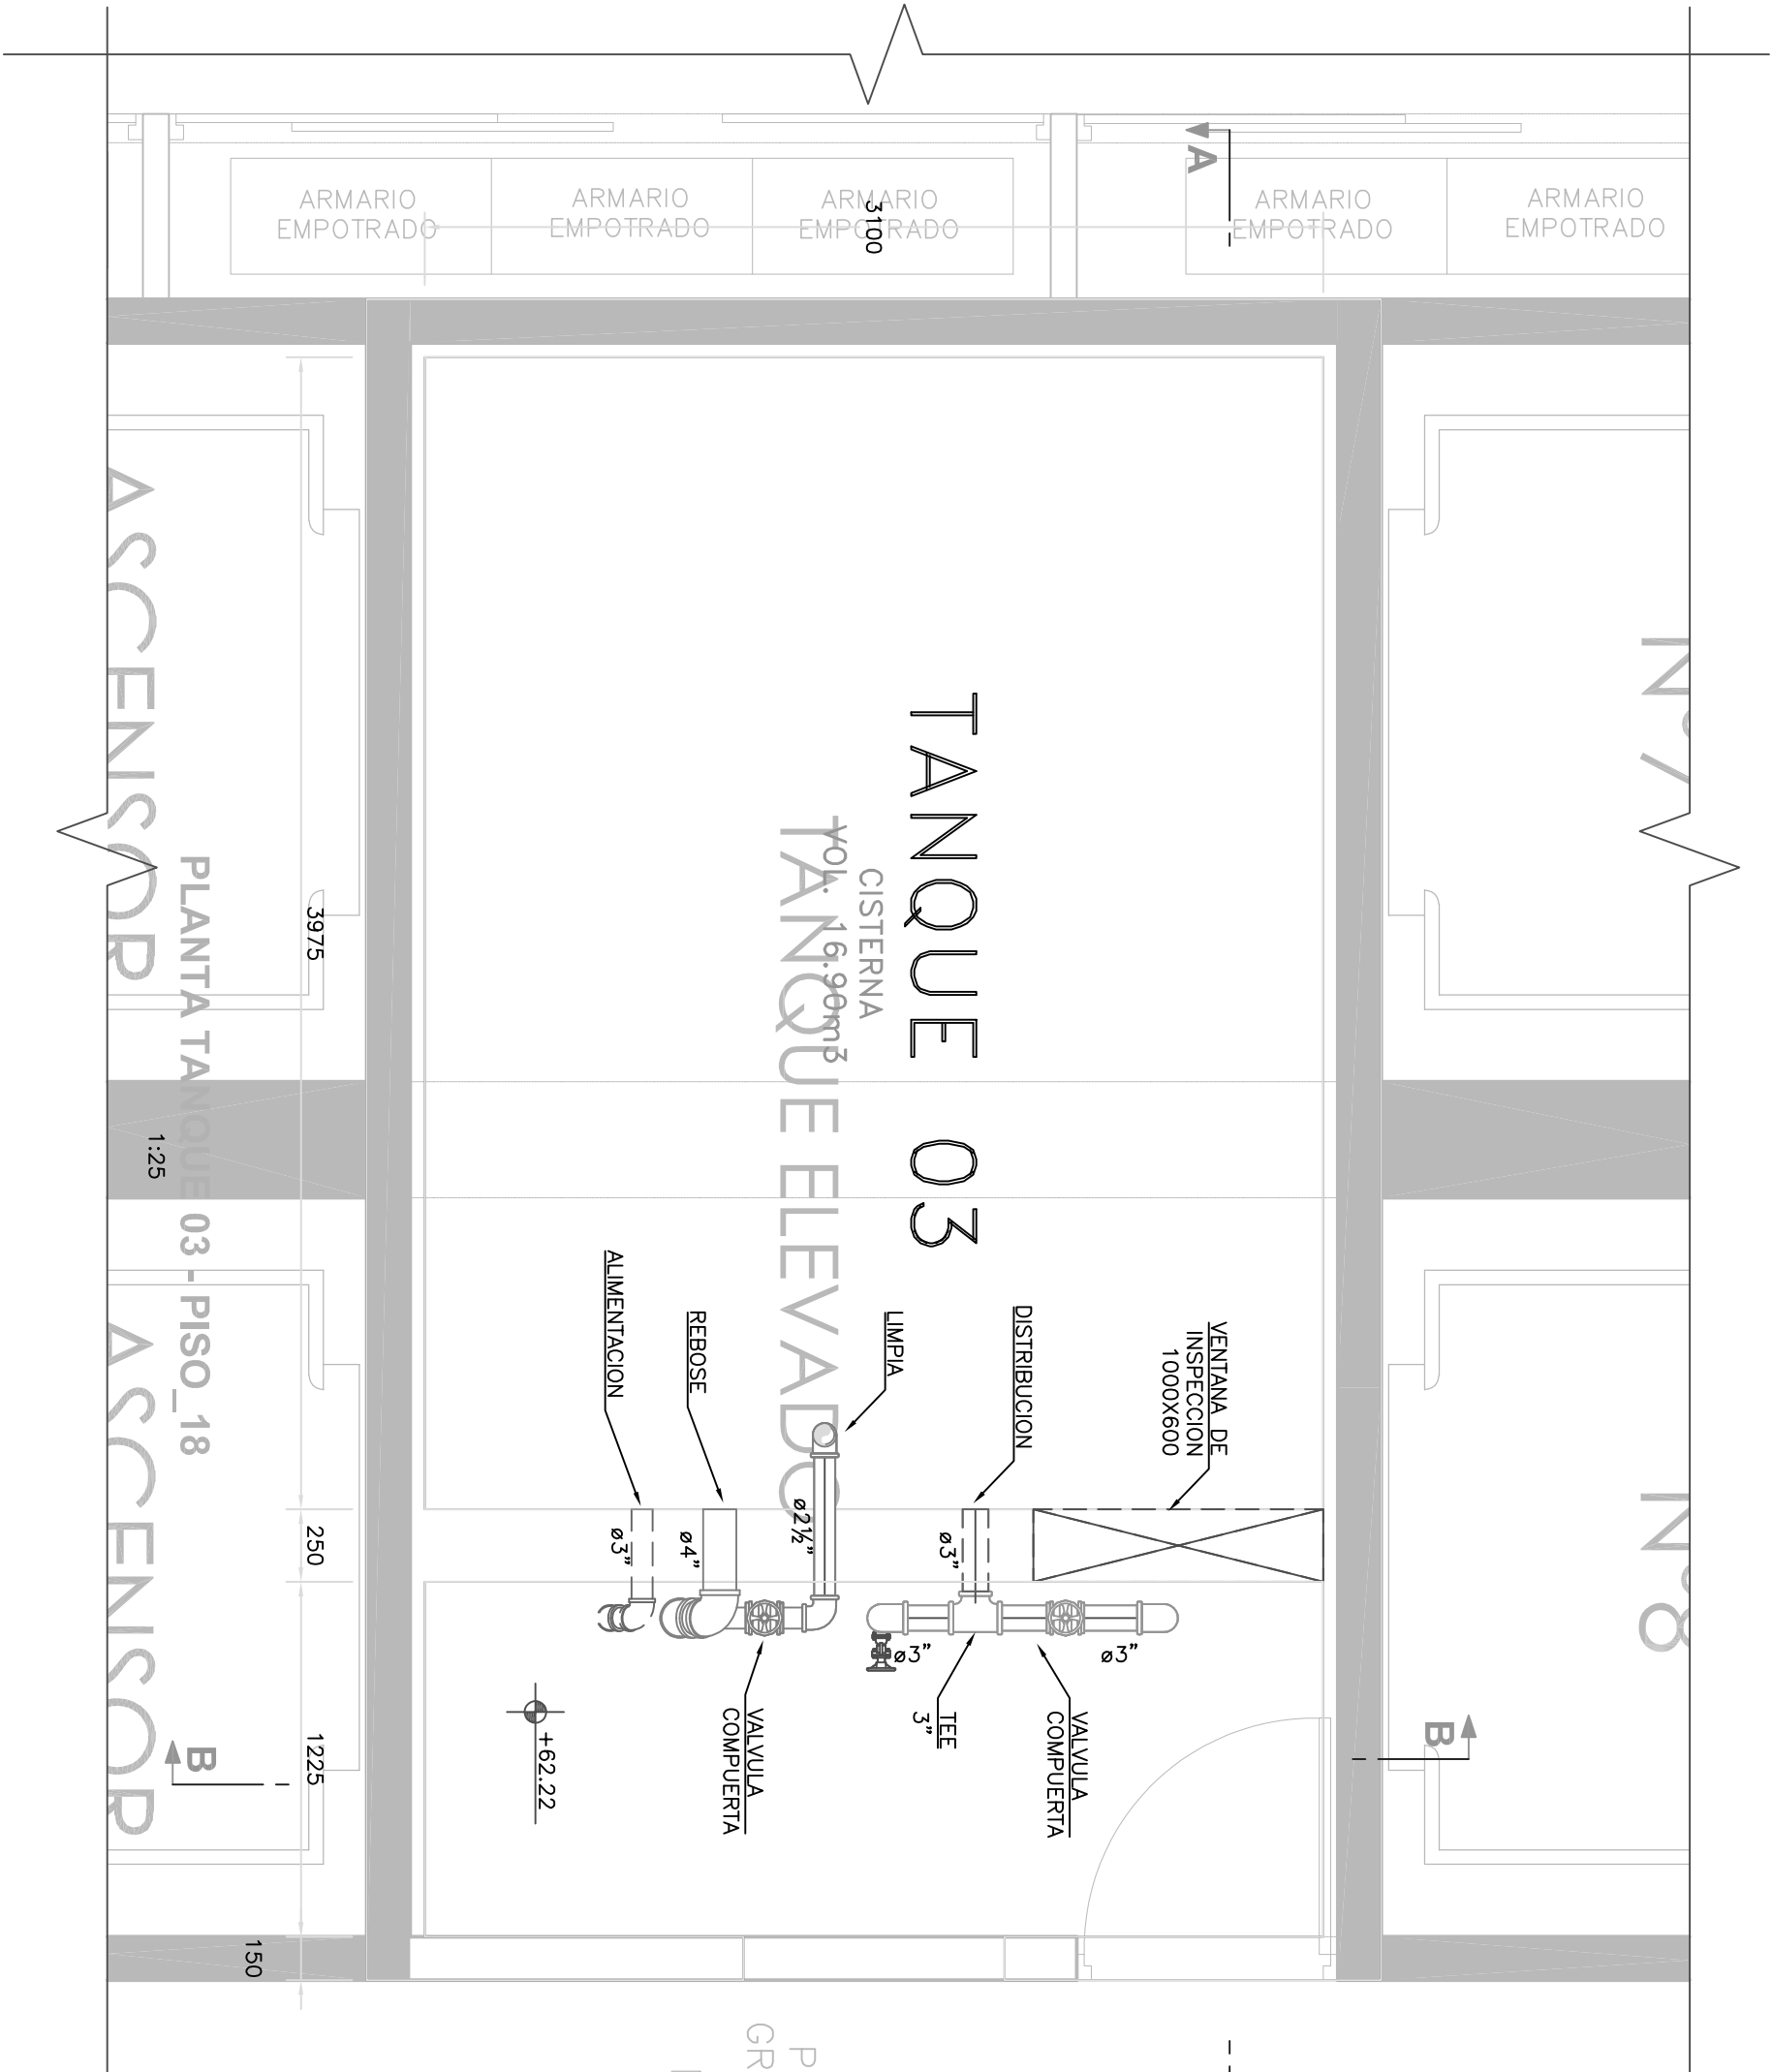 ARMARIO
EMPOTRADO
ARMARIO
EMPOTRADO
ARMARIO
EMPOTRADO
ARMARIO
EMPOTRADO
ARMARIO
EMPOTRADO
3100
A
TANQUE 03
CISTERNA
VOL. 16.90m3
TANQUE ELEVADO
ASCENSOR
ASCENSOR
N°7
N°8
3975
250
1225
150
PLANTA TANQUE 03 - PISO_18
1:25
VENTANA DE
INSPECCION
1000X600
DISTRIBUCION
LIMPIA
REBOSE
ALIMENTACION
ø3"
ø4"
ø2½"
ø3"
ø3"
ø3"
VALVULA
COMPUERTA
TEE
3"
VALVULA
COMPUERTA
+62.22
B
B
P
GR